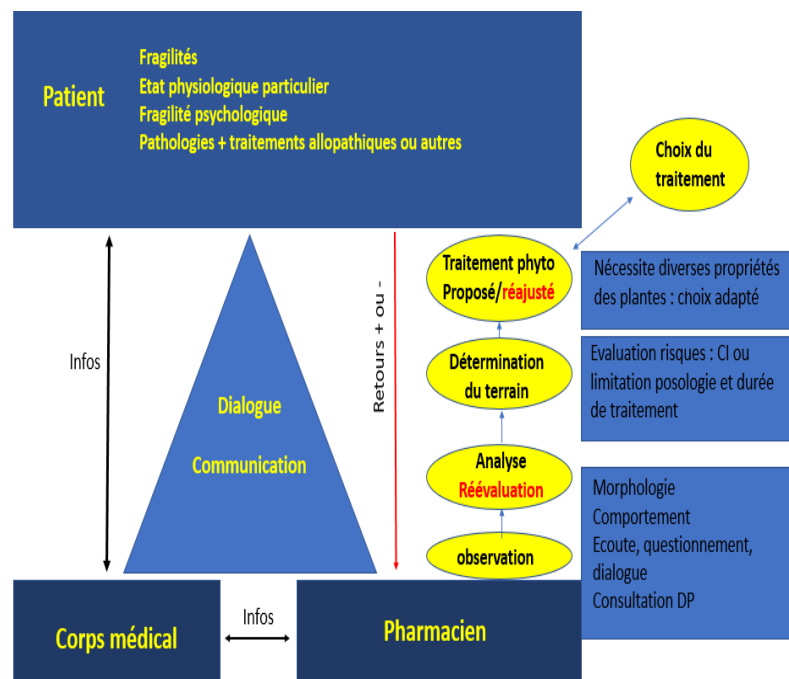 Patient
Fragilités
Etat physiologique particulier
Fragilité psychologique
Pathologies + traitements allopathiques ou autres
Choix du
traitement
Infos
Dialogue
Communication
Retours + ou -
Traitement phyto
Proposé/réajusté
Nécessite diverses propriétés
des plantes : choix adapté
Détermination
du terrain
Evaluation risques : CI ou
limitation posologie et durée
de traitement
Analyse
Réévaluation
observation
Morphologie
Comportement
Ecoute, questionnement,
dialogue
Consultation DP
Corps médical
Infos
Pharmacien